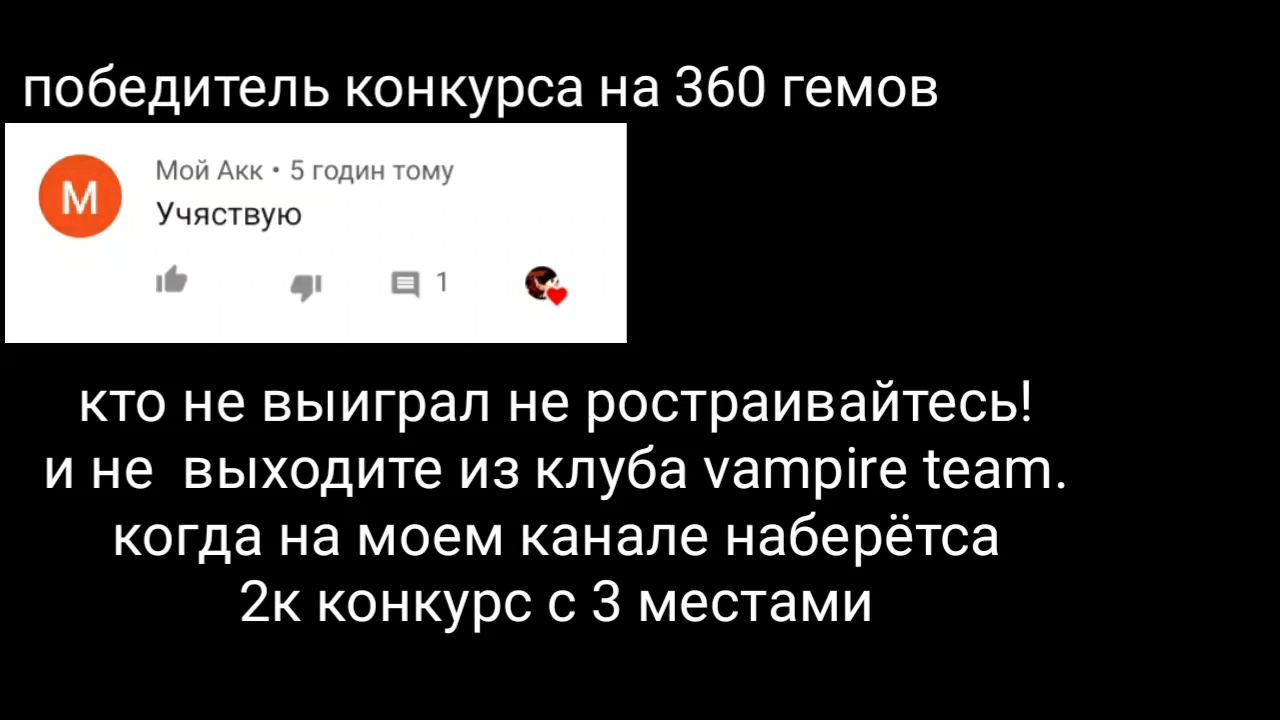 победитель конкурса на 360 гемов
М
Мой Акк • 5 годин тому
Учяствую
1
кто не выиграл не ростраивайтесь!
и не выходите из клуба vampire team.
когда на моем канале наберётса
2к конкурс с 3 местами